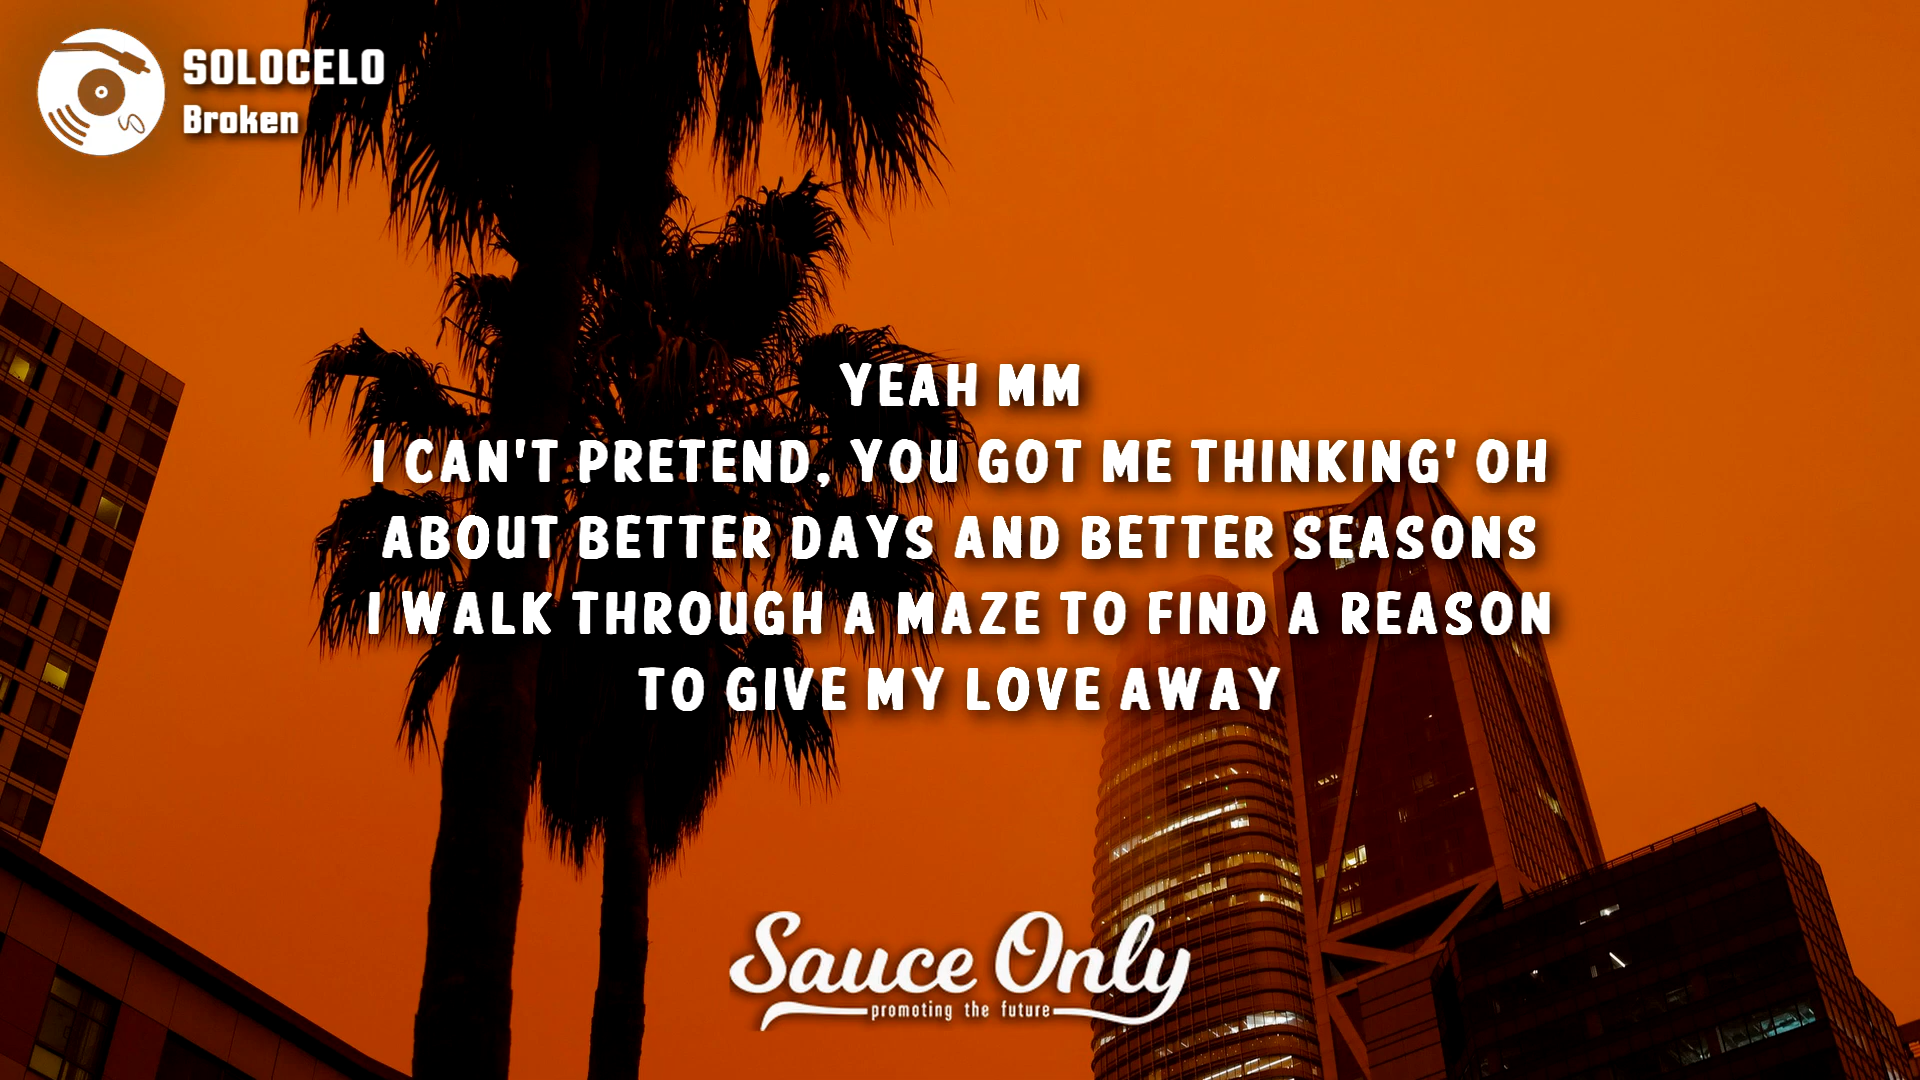 SOLOCELO
Broken
YEAH MM
I CAN'T PRETEND, YOU GOT ME THINKING' OH
ABOUT BETTER DAYS AND BETTER SEASONS
I WALK THROUGH A MAZE TO FIND A REASON
TO GIVE MY LOVE AWAY
Sauce Only
promoting the future